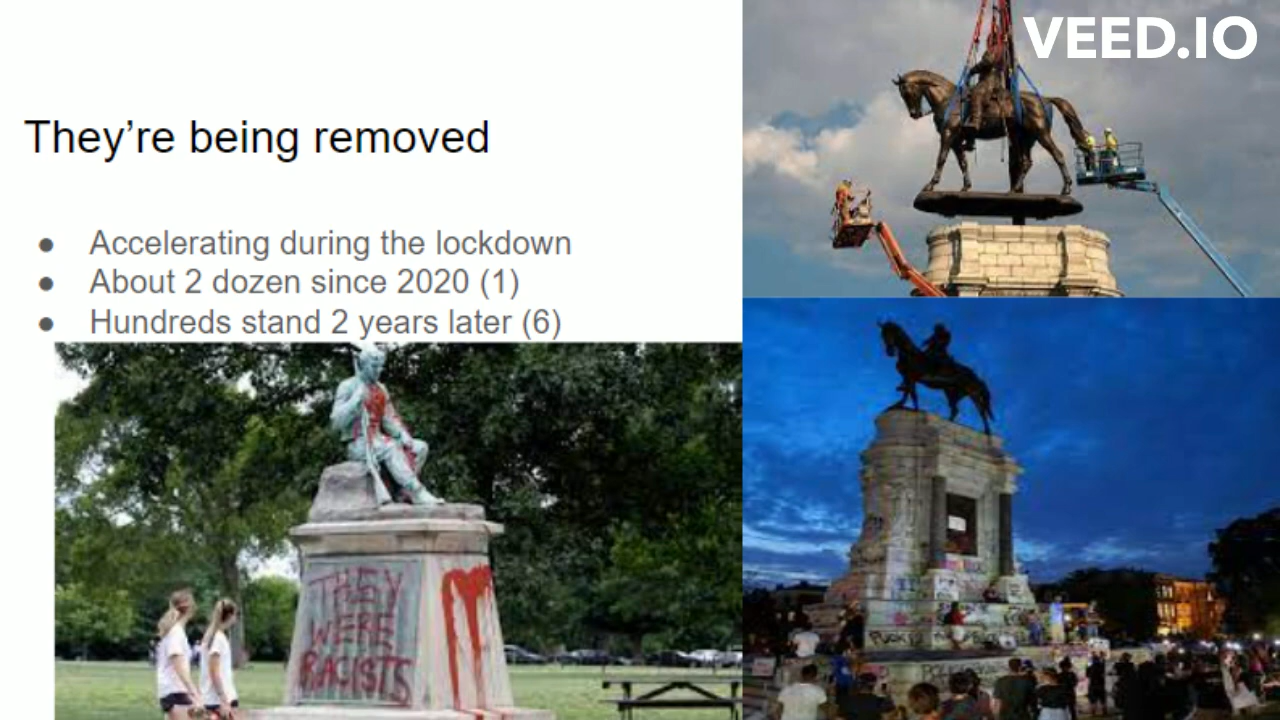 VEED.IO
They're being removed
● Accelerating during the lockdown
● About 2 dozen since 2020 (1)
● Hundreds stand 2 years later (6)
THEY
WERE
RACISTS